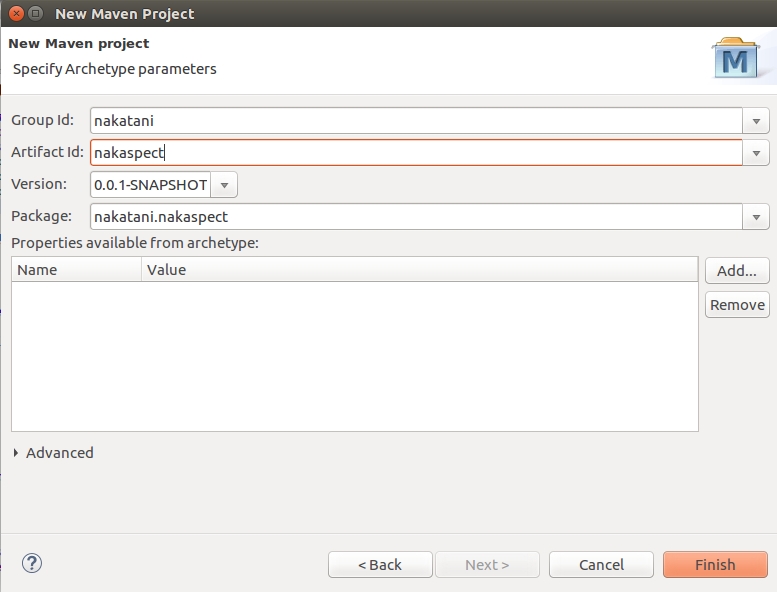 New Maven Project
New Maven project
Specify Archetype parameters
M
Group Id: nakatani
Artifact Id: nakaspect
Version: 0.0.1-SNAPSHOT
Package: nakatani.nakaspect
Properties available from archetype:
Name Value
Add...
Remove
Advanced
? < Back Next > Cancel Finish